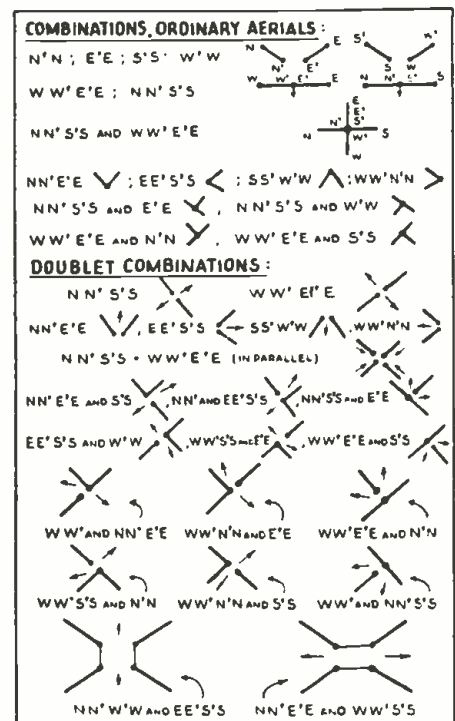 COMBINATIONS, ORDINARY AERIALS:
N'N ; E'E ; S'S · W'W
N E S' W'
N' E' S W
WW'E'E ; NN'S'S
W W' E' E N N' S' S
NN'S'S AND WW'E'E
E
E'
N N' S' S
W'
W
NN'E'E ; EE'S'S ; SS'W'W ; WW'N'N
NN'S'S AND E'E , NN'S'S AND W'W
WW'E'E AND N'N , WW'E'E AND S'S
DOUBLET COMBINATIONS:
NN'S'S WW'E'E
NN'E'E , EE'S'S SS'W'W , WW'N'N
NN'S'S - WW'E'E (IN PARALLEL)
NN'E'E AND S'S , NN' AND EE'S'S , NN'S'S AND E'E
EE'S'S AND W'W , WW'S'S AND E'E , WW'E'E AND S'S
WW' AND NN'E'E WW'N'N AND E'E WW'E'E AND N'N
WW'S'S AND N'N WW'N'N AND S'S WW' AND NN'S'S
NN'W'W AND EE'S'S NN'E'E AND WW'S'S